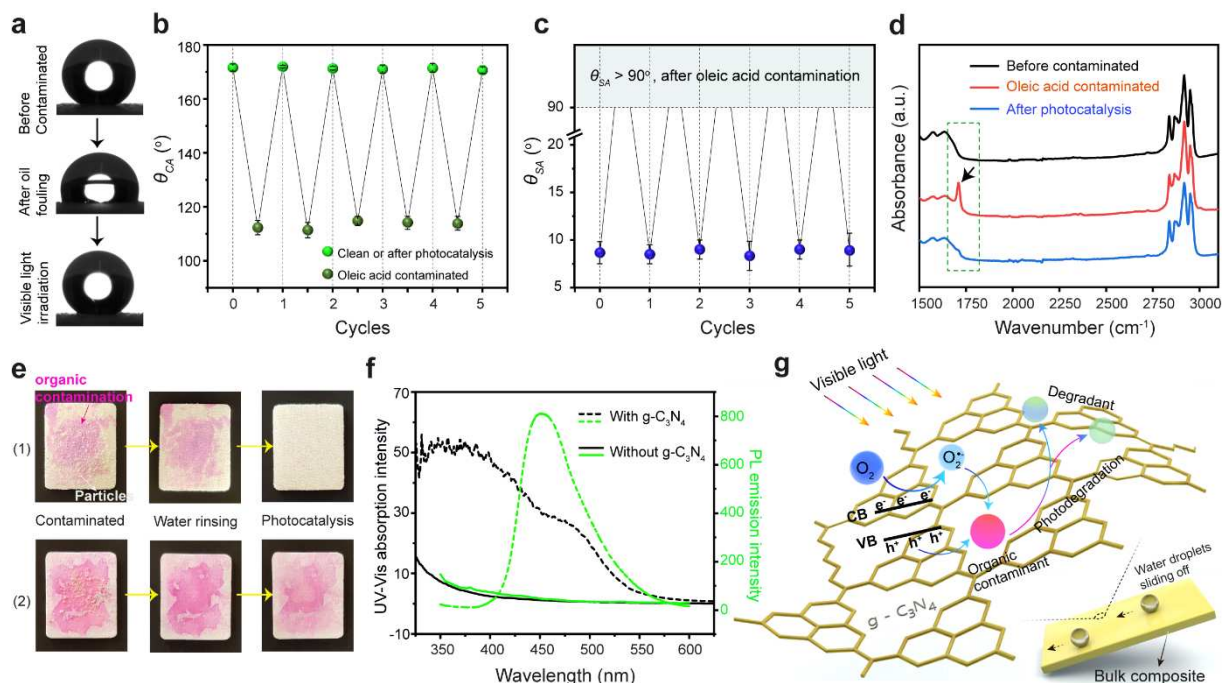 a
Before
Contaminated
After oil
fouling
Visible light
irradiation
b
θCA (o)
180
160
140
120
100
Clean or after photocatalysis
Oleic acid contaminated
0 1 2 3 4 5
Cycles
c
θSA > 90o, after oleic acid contamination
θSA (o)
90
20
15
10
5
0 1 2 3 4 5
Cycles
d
Before contaminated
Oleic acid contaminated
After photocatalysis
Absorbance (a.u.)
1500 1750 2000 2250 2500 2750 3000
Wavenumber (cm-1)
e
organic
contamination
(1)
Particles
Contaminated Water rinsing Photocatalysis
(2)
f
UV-Vis absorption intensity
70
50
30
10
-10
With g-C3N4
Without g-C3N4
800
600
400
200
0
PL emission intensity
350 400 450 500 550 600
Wavelength (nm)
g
Visible light
Degradant
O2
O2•-
CB e- e- e-
VB
h+ h+ h+
Photodegradation
Organic
contaminant
g - C3N4
Water droplets
sliding off
Bulk composite